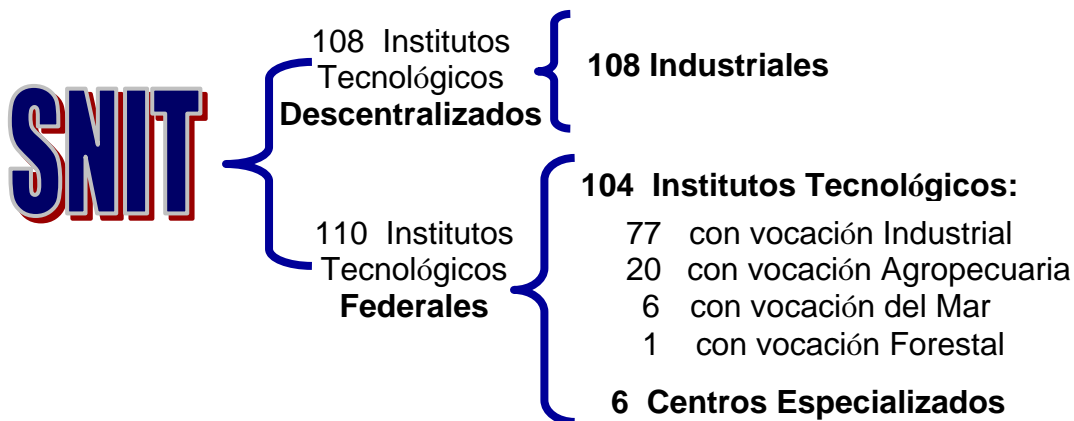 SNIT
108 Institutos
Tecnológicos
Descentralizados
108 Industriales
110 Institutos
Tecnológicos
Federales
104 Institutos Tecnológicos:
77 con vocación Industrial
20 con vocación Agropecuaria
6 con vocación del Mar
1 con vocación Forestal
6 Centros Especializados